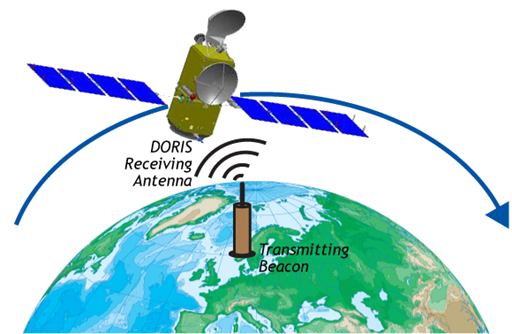 DORIS
Receiving
Antenna
Transmitting
Beacon